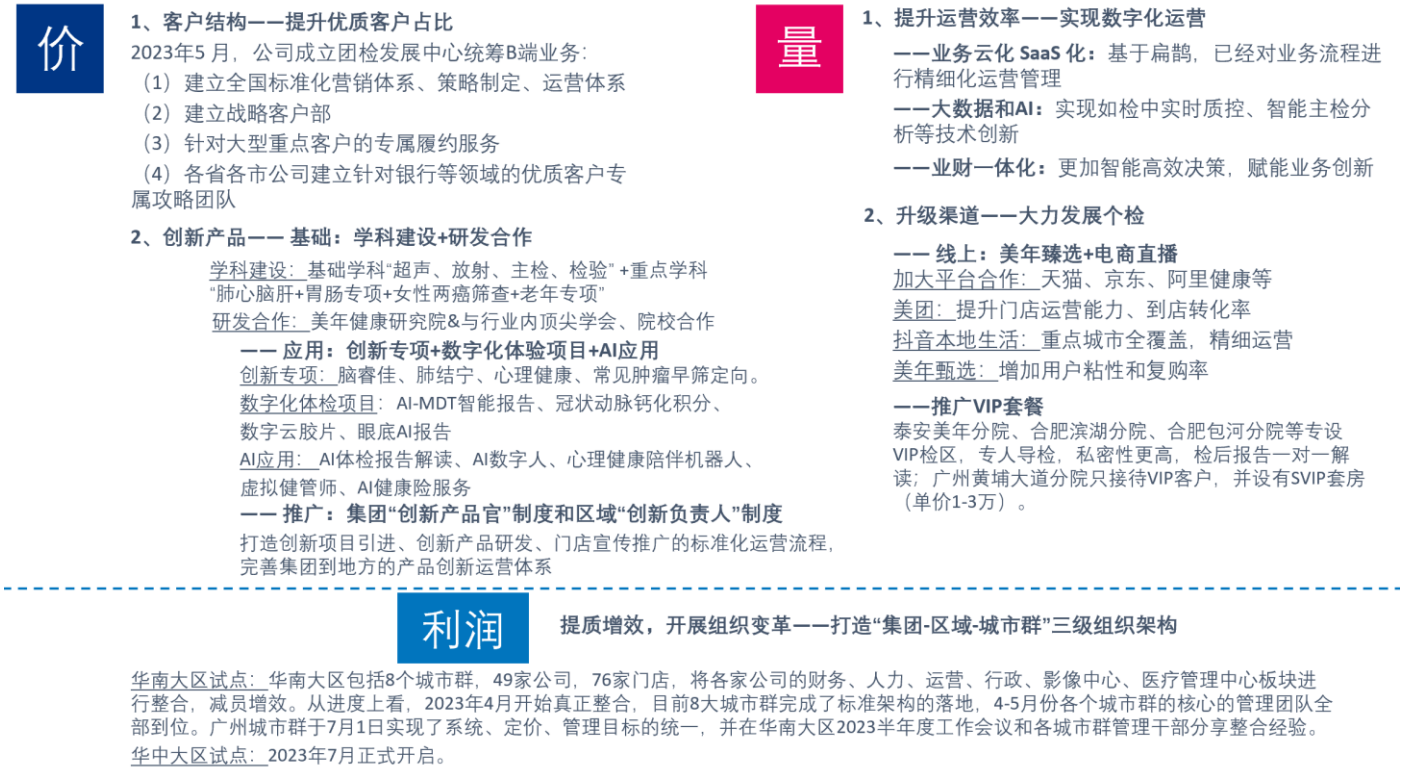 价
1、客户结构——提升优质客户占比
2023年5 月，公司成立团检发展中心统筹B端业务：
（1）建立全国标准化营销体系、策略制定、运营体系
（2）建立战略客户部
（3）针对大型重点客户的专属履约服务
（4）各省各市公司建立针对银行等领域的优质客户专
属攻略团队
2、创新产品—— 基础：学科建设+研发合作
学科建设：基础学科“超声、放射、主检、检验” +重点学科
“肺心脑肝+胃肠专项+女性两癌筛查+老年专项”
研发合作：美年健康研究院&与行业内顶尖学会、院校合作
—— 应用：创新专项+数字化体验项目+AI应用
创新专项：脑睿佳、肺结宁、心理健康、常见肿瘤早筛定向。
数字化体检项目：AI-MDT智能报告、冠状动脉钙化积分、
数字云胶片、眼底AI报告
AI应用：AI体检报告解读、AI数字人、心理健康陪伴机器人、
虚拟健管师、AI健康险服务
—— 推广：集团“创新产品官”制度和区域“创新负责人”制度
打造创新项目引进、创新产品研发、门店宣传推广的标准化运营流程，
完善集团到地方的产品创新运营体系
量
1、提升运营效率——实现数字化运营
——业务云化 SaaS 化：基于扁鹊，已经对业务流程进
行精细化运营管理
——大数据和AI：实现如检中实时质控、智能主检分
析等技术创新
——业财一体化：更加智能高效决策，赋能业务创新
2、升级渠道——大力发展个检
—— 线上：美年臻选+电商直播
加大平台合作：天猫、京东、阿里健康等
美团：提升门店运营能力、到店转化率
抖音本地生活：重点城市全覆盖，精细运营
美年甄选：增加用户粘性和复购率
——推广VIP套餐
泰安美年分院、合肥滨湖分院、合肥包河分院等专设
VIP检区，专人导检，私密性更高，检后报告一对一解
读；广州黄埔大道分院只接待VIP客户，并设有SVIP套房
（单价1-3万）。
利润
提质增效，开展组织变革——打造“集团-区域-城市群”三级组织架构
华南大区试点：华南大区包括8个城市群，49家公司，76家门店，将各家公司的财务、人力、运营、行政、影像中心、医疗管理中心板块进
行整合，减员增效。从进度上看，2023年4月开始真正整合，目前8大城市群完成了标准架构的落地，4-5月份各个城市群的核心的管理团队全
部到位。广州城市群于7月1日实现了系统、定价、管理目标的统一，并在华南大区2023半年度工作会议和各城市群管理干部分享整合经验。
华中大区试点：2023年7月正式开启。